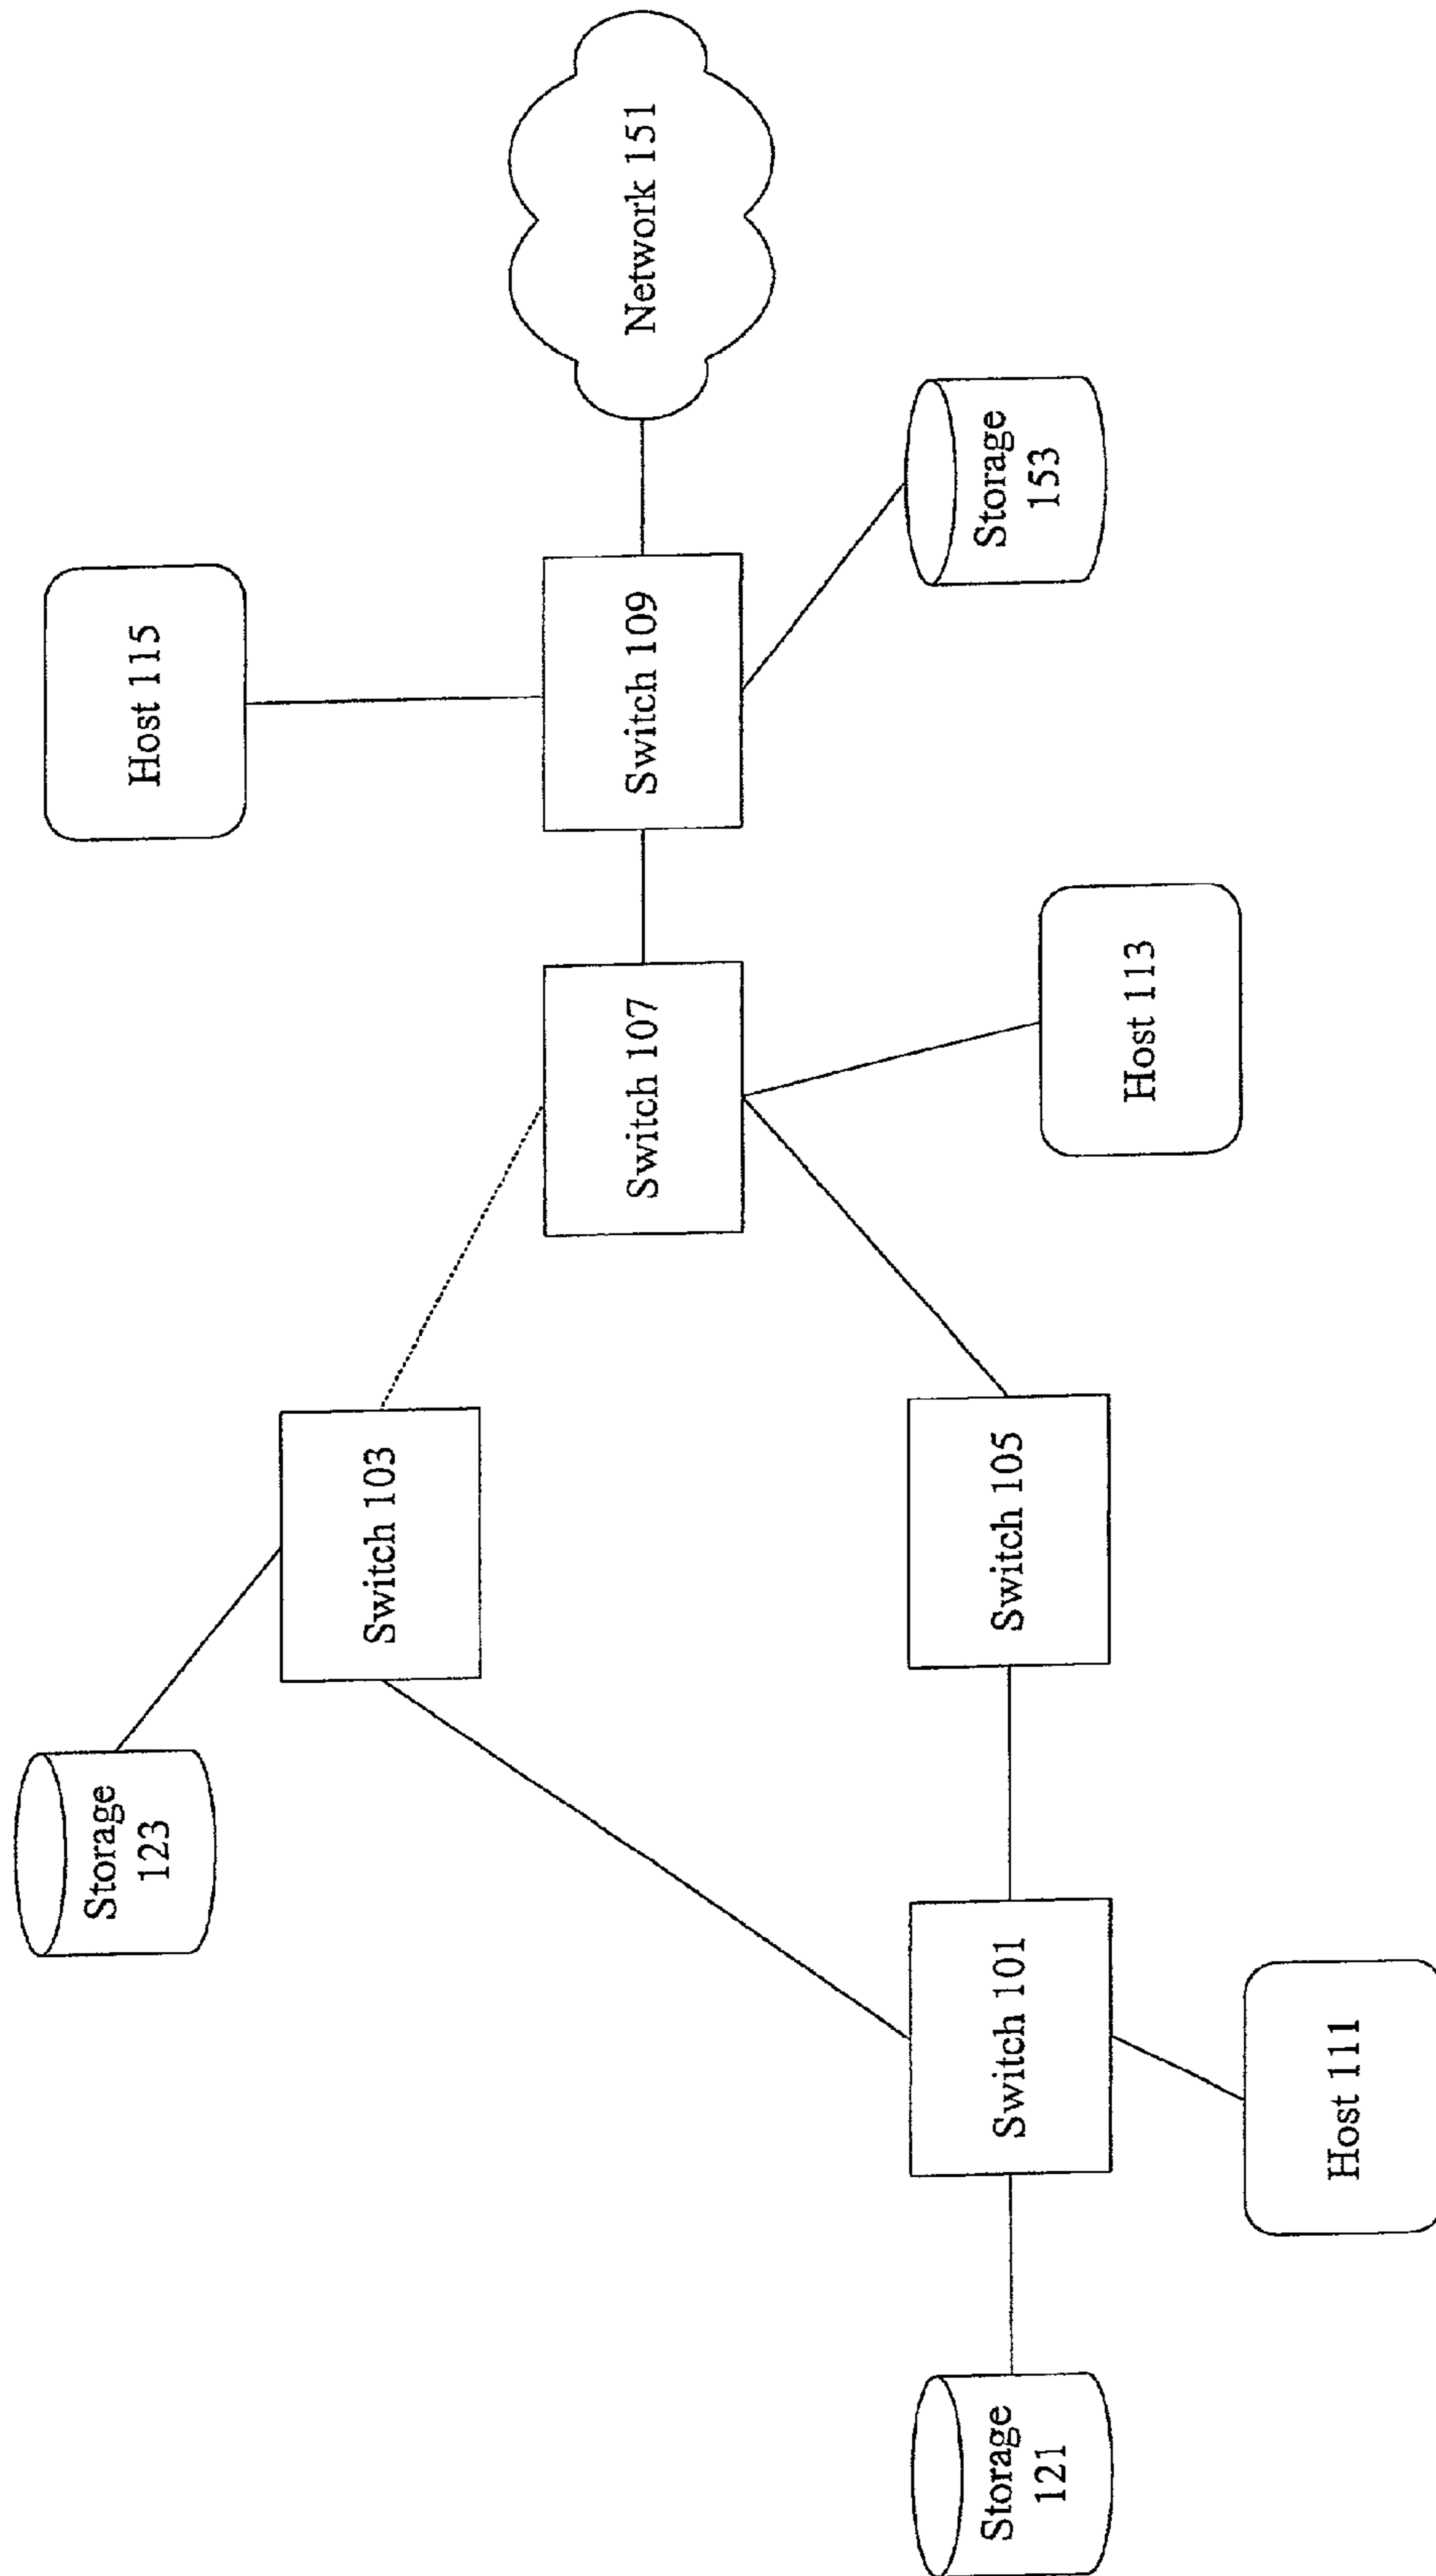 Storage
123
Host 115
Switch 103
Switch 107
Switch 109
Network 151
Storage
121
Switch 101
Switch 105
Storage
153
Host 111
Host 113